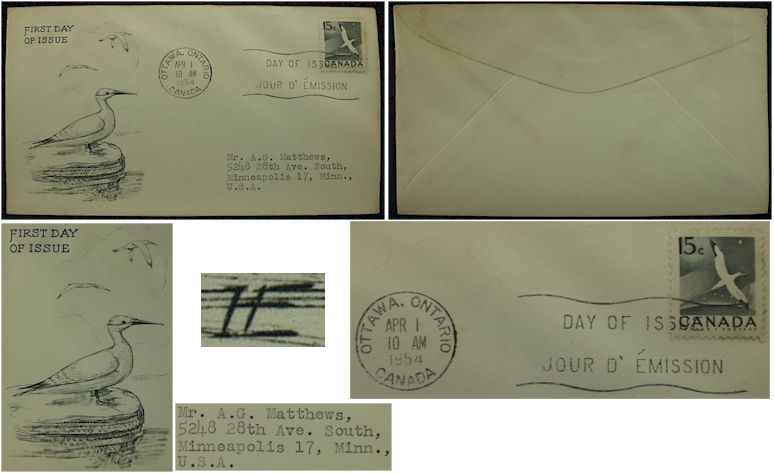 FIRST DAY
OF ISSUE
OTTAWA, ONTARIO
APR 1
10 AM
1954
CANADA
DAY OF ISSUE
JOUR D' ÉMISSION
15c
CANADA
Mr. A.G. Matthews,
5248 28th Ave. South,
Minneapolis 17, Minn.,
U.S.A.
FIRST DAY
OF ISSUE
OTTAWA, ONTARIO
APR 1
10 AM
1954
CANADA
DAY OF ISS
JOUR D' ÉMISSION
15c
CANADA
Mr. A.G. Matthews,
5248 28th Ave. South,
Minneapolis 17, Minn.,
U.S.A.